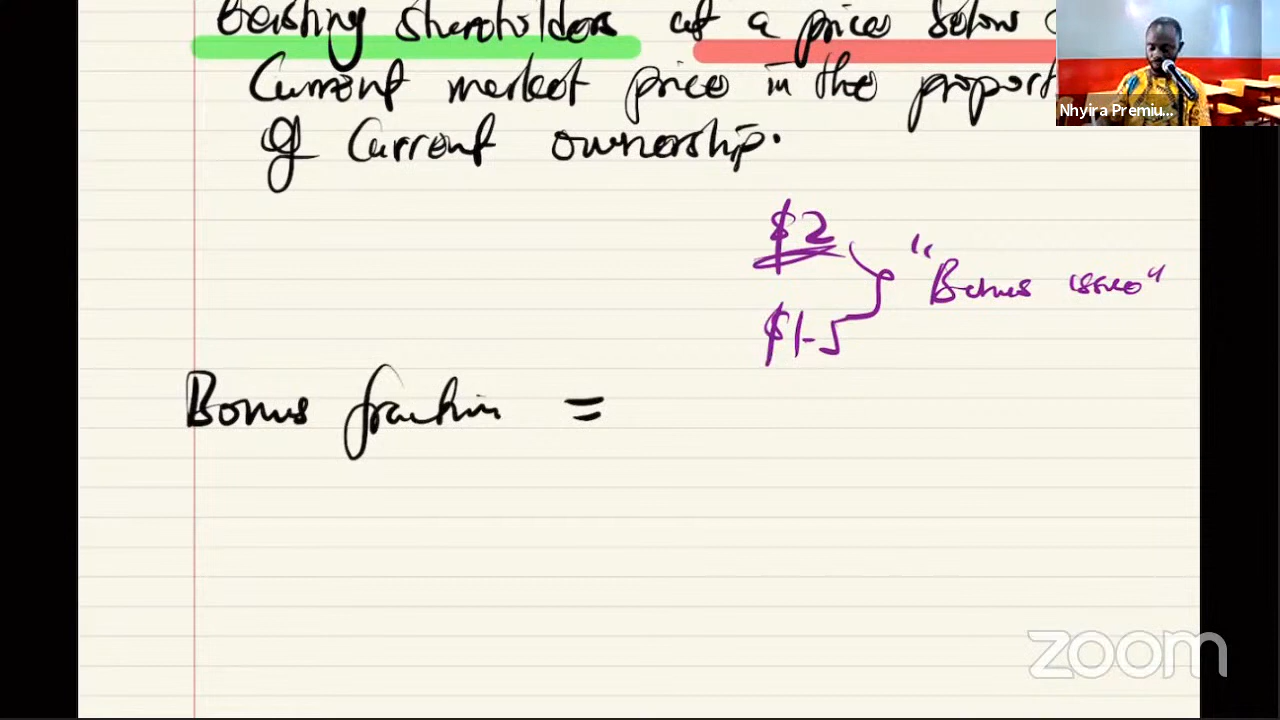 Existing shareholders at a price below
Current market price in the proport
of Current ownership.
$2
"Bonus issue"
$1.5
Bonus fraction =
Nhyira Premiu...
zoom